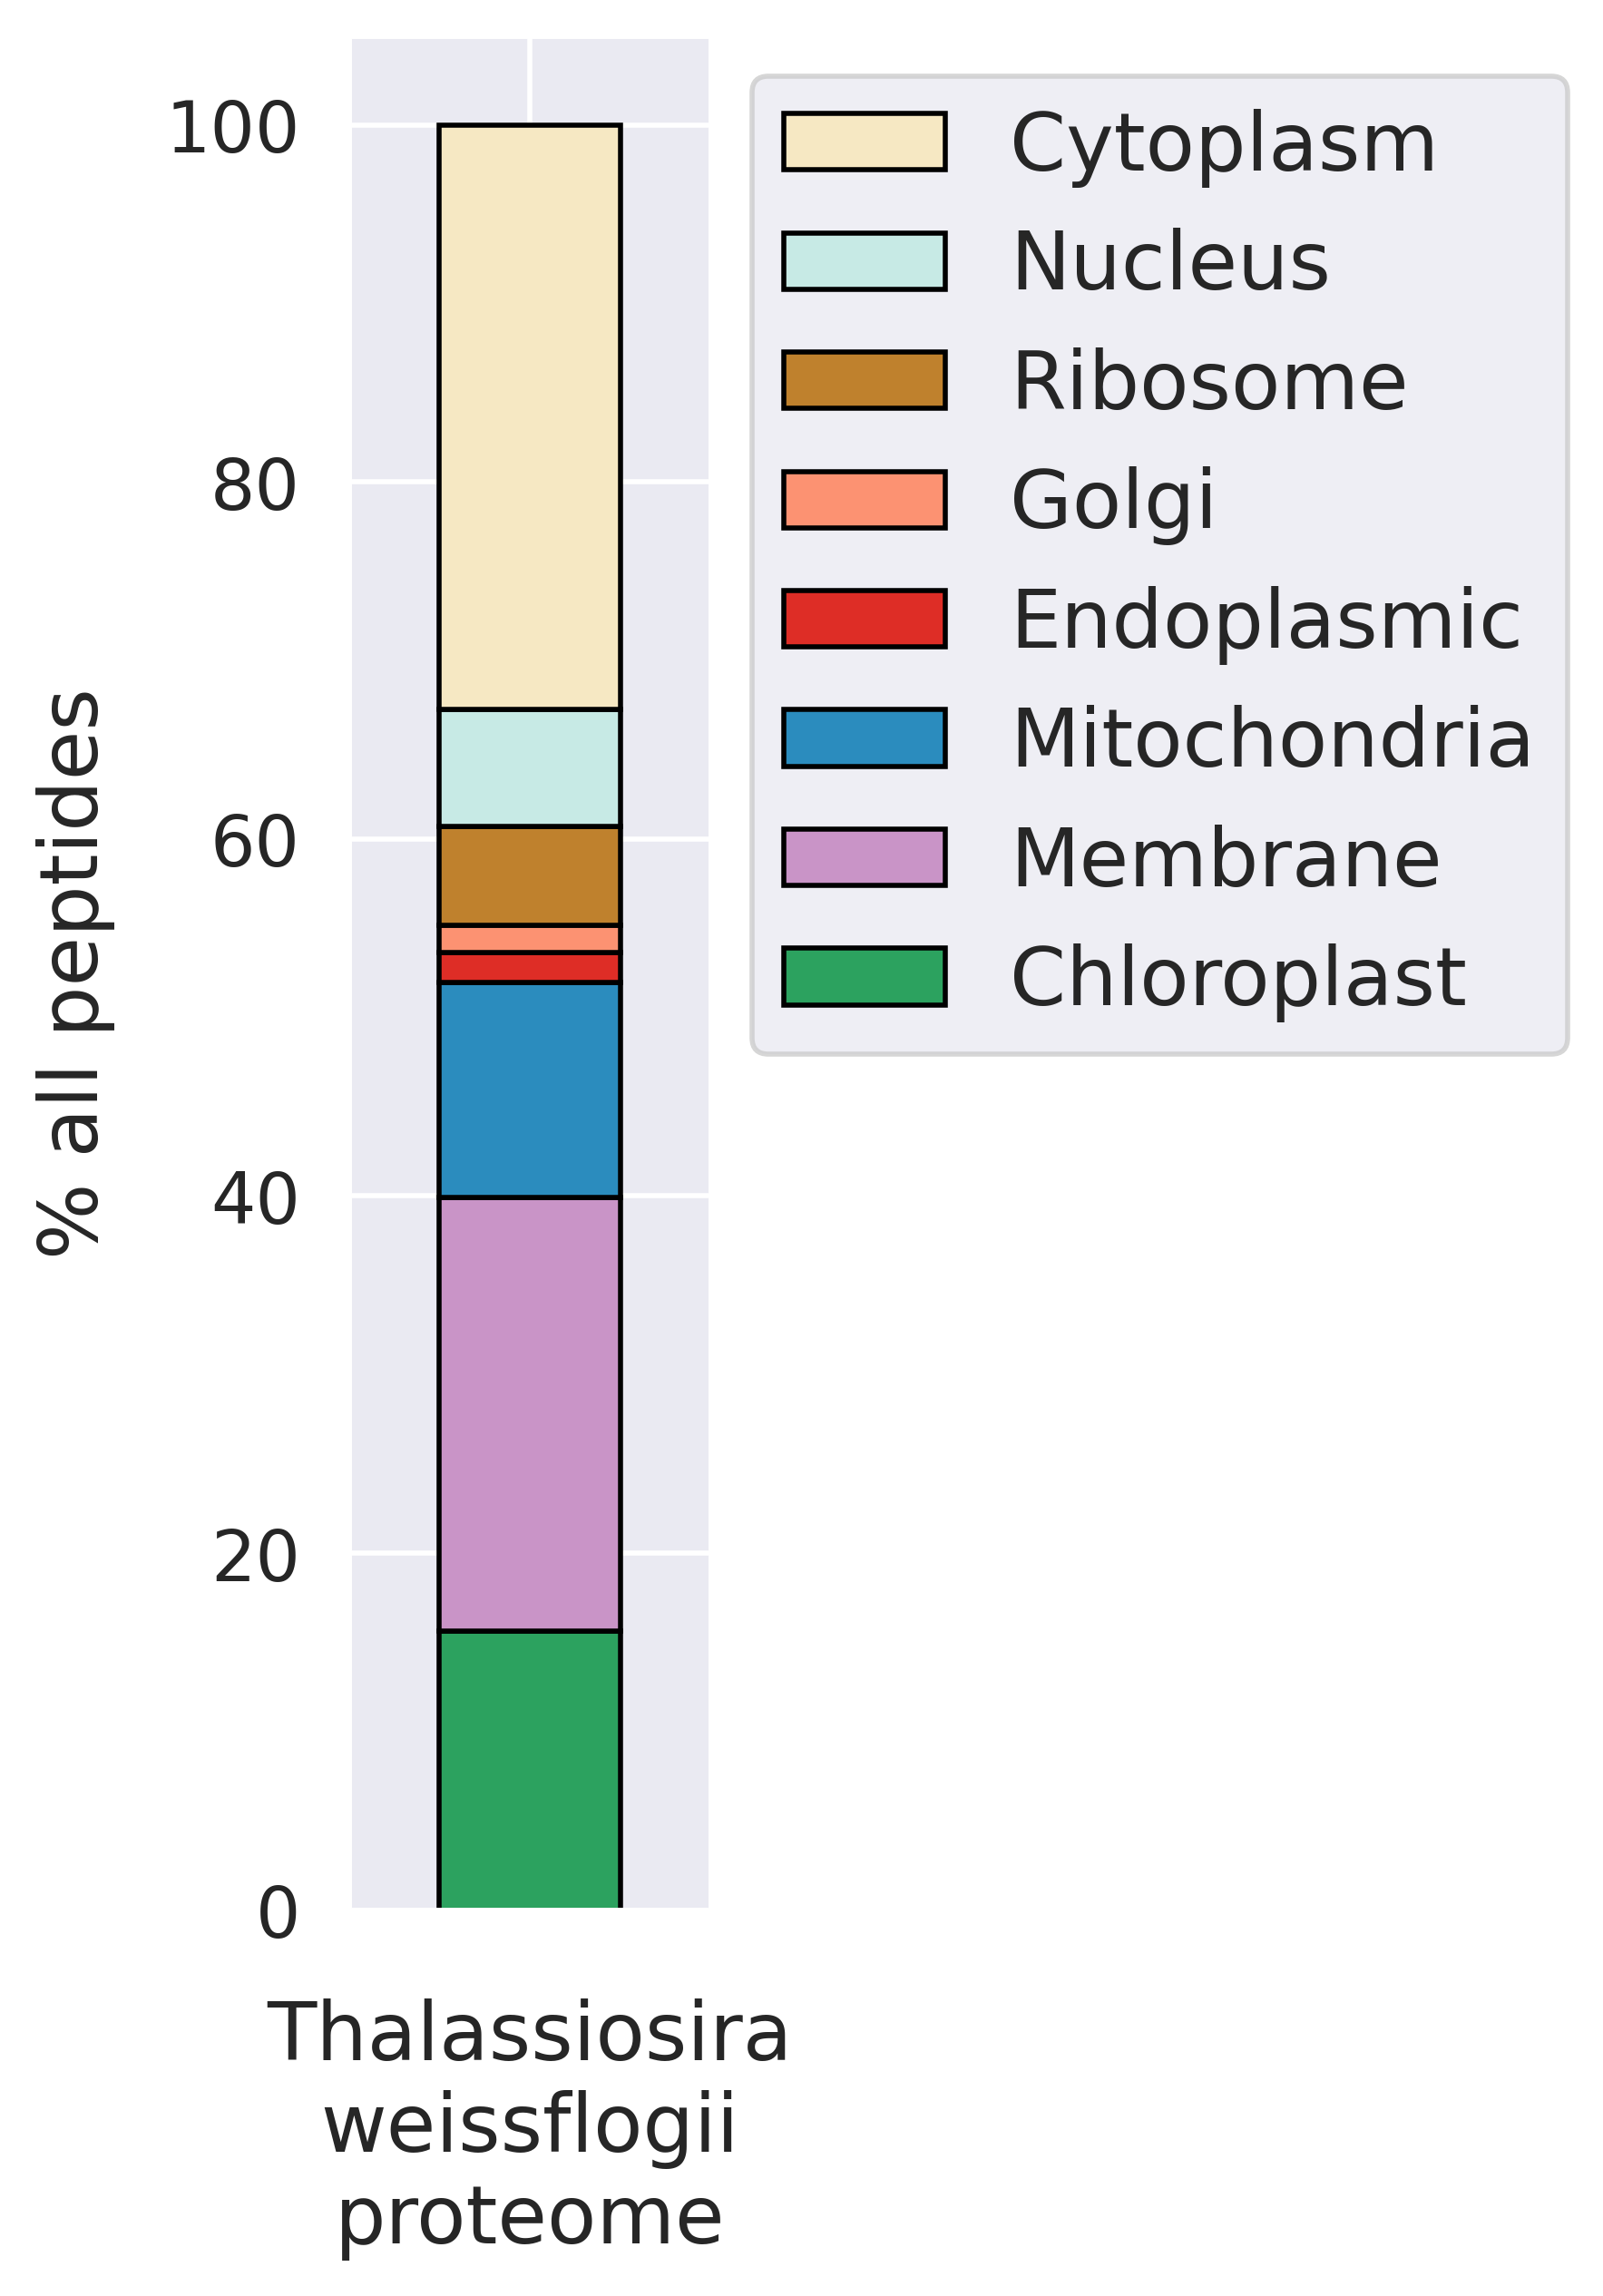 % all peptides
100
80
60
40
20
0
Thalassiosira
weissflogii
proteome
Cytoplasm
Nucleus
Ribosome
Golgi
Endoplasmic
Mitochondria
Membrane
Chloroplast